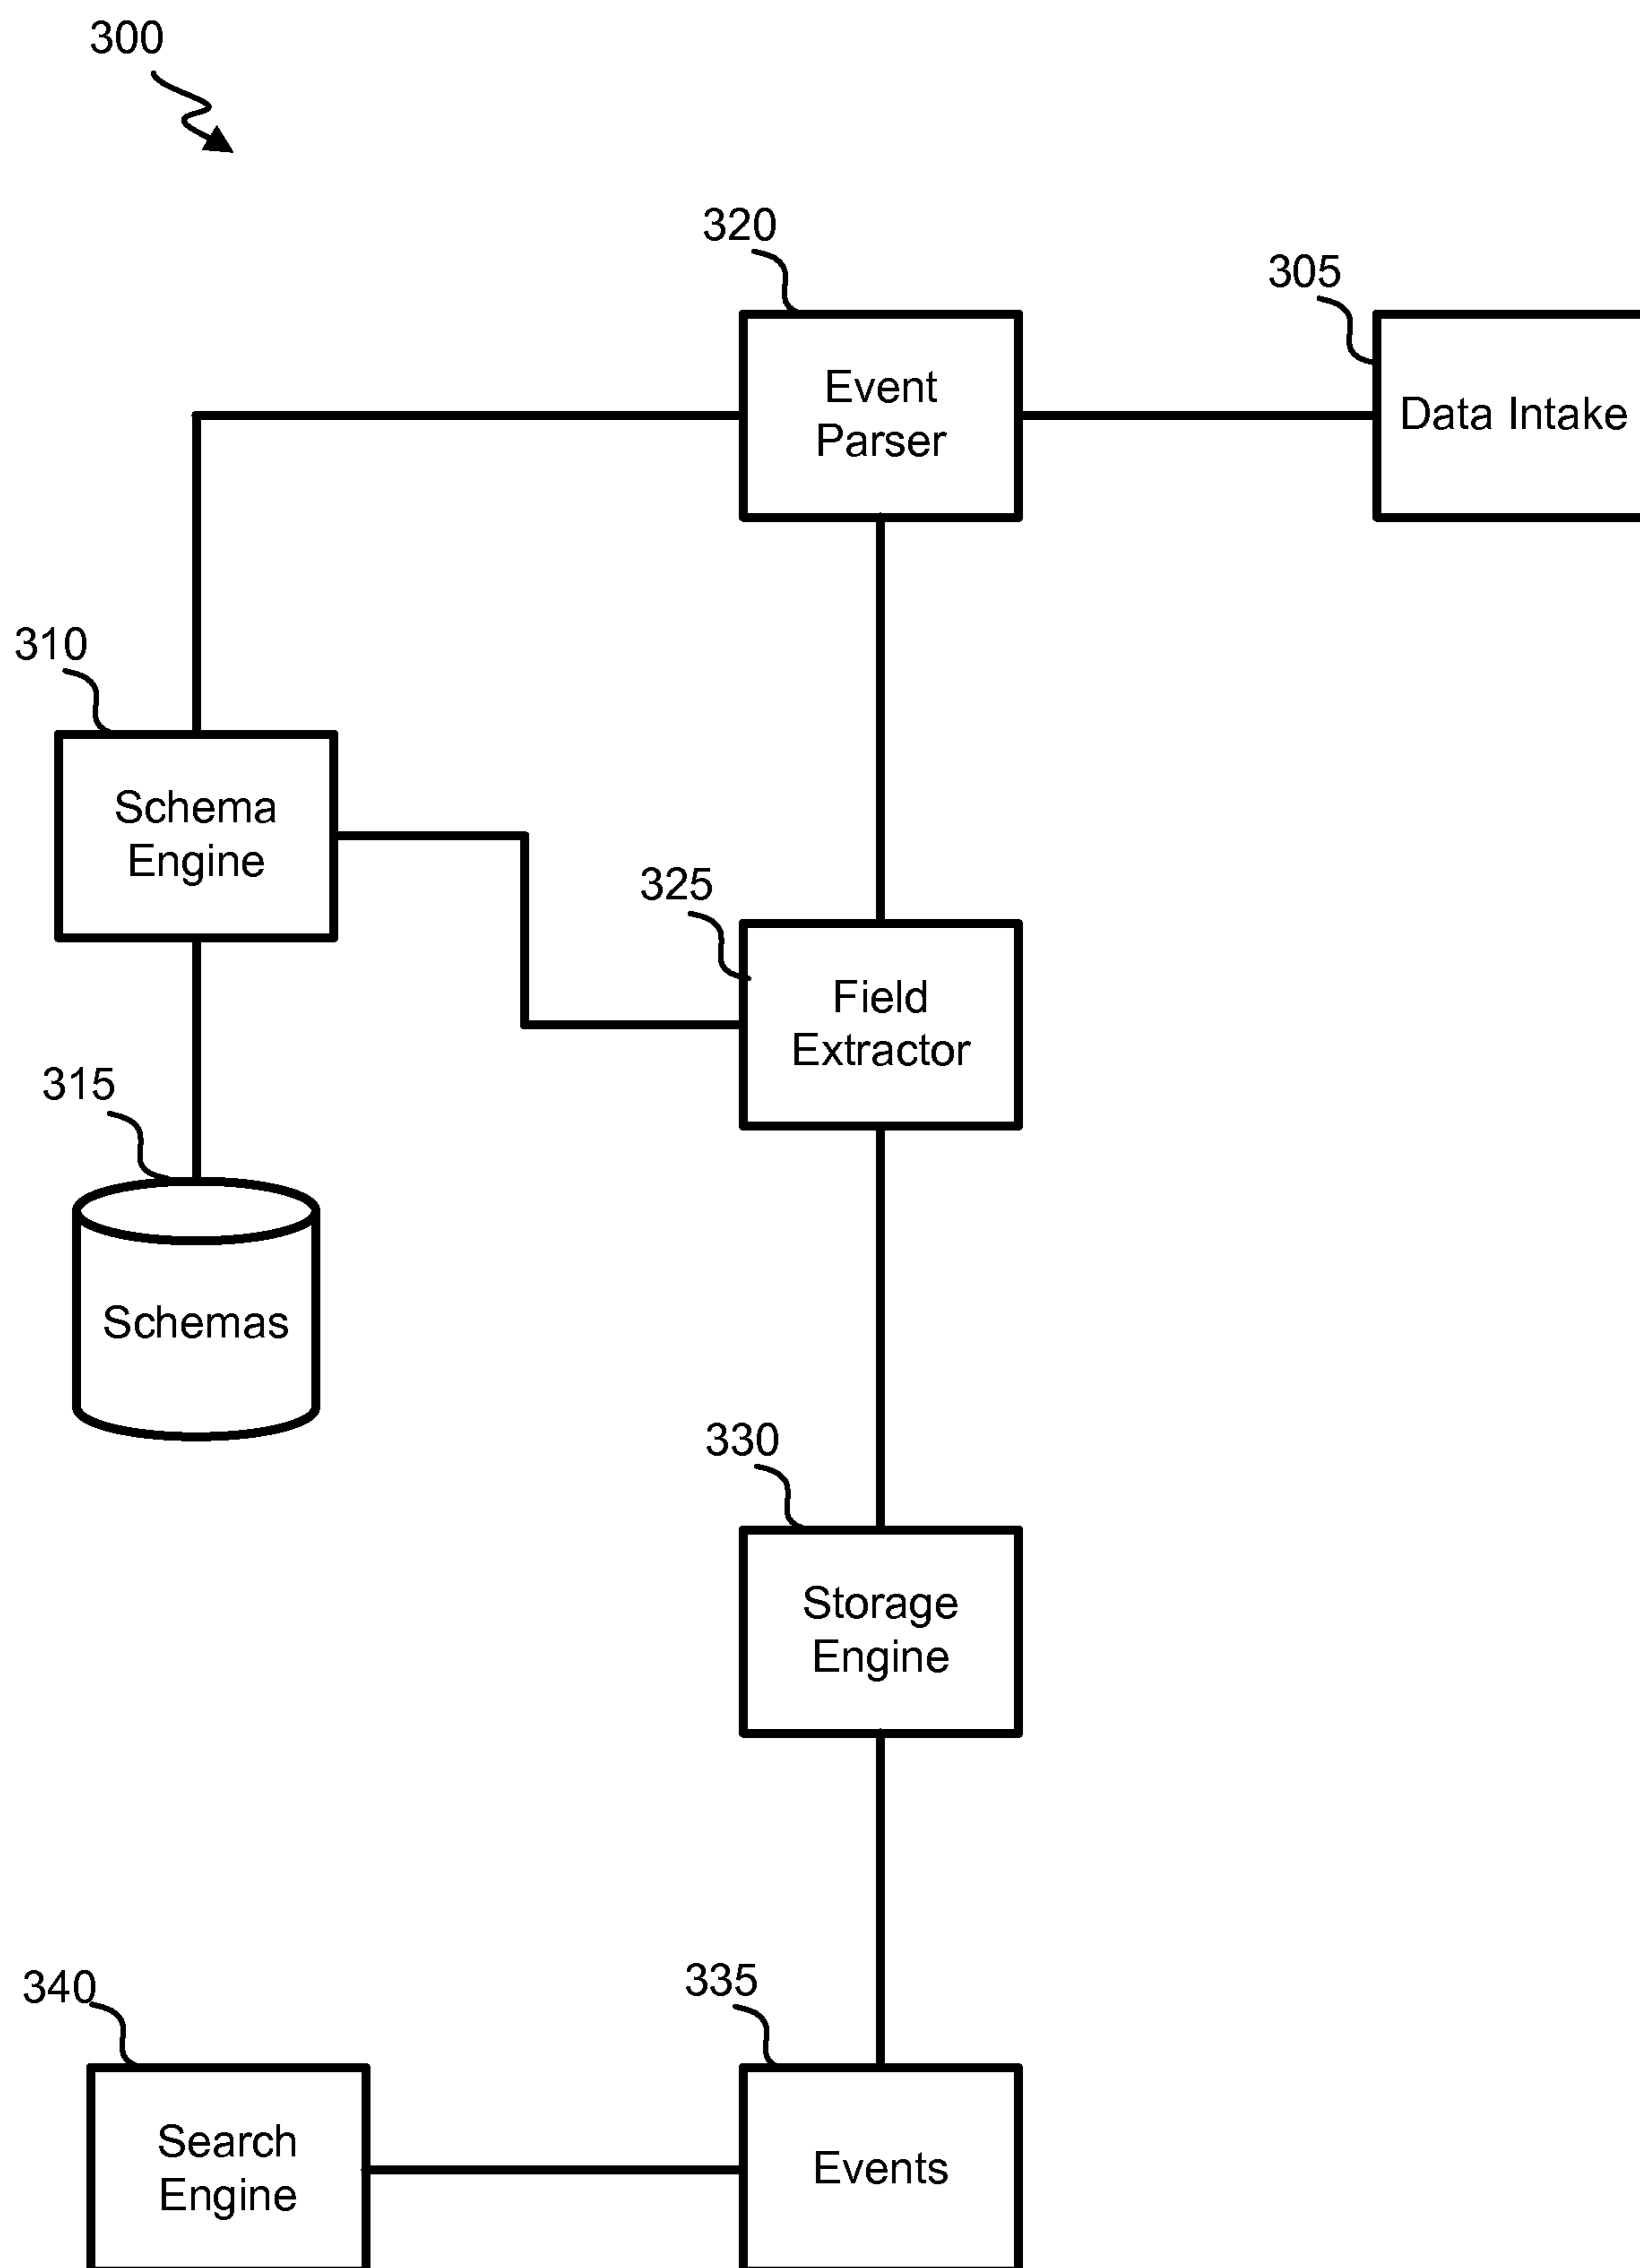 300
320
305
Event
Parser
Data Intake
310
Schema
Engine
325
Field
Extractor
315
Schemas
330
Storage
Engine
340
335
Search
Engine
Events